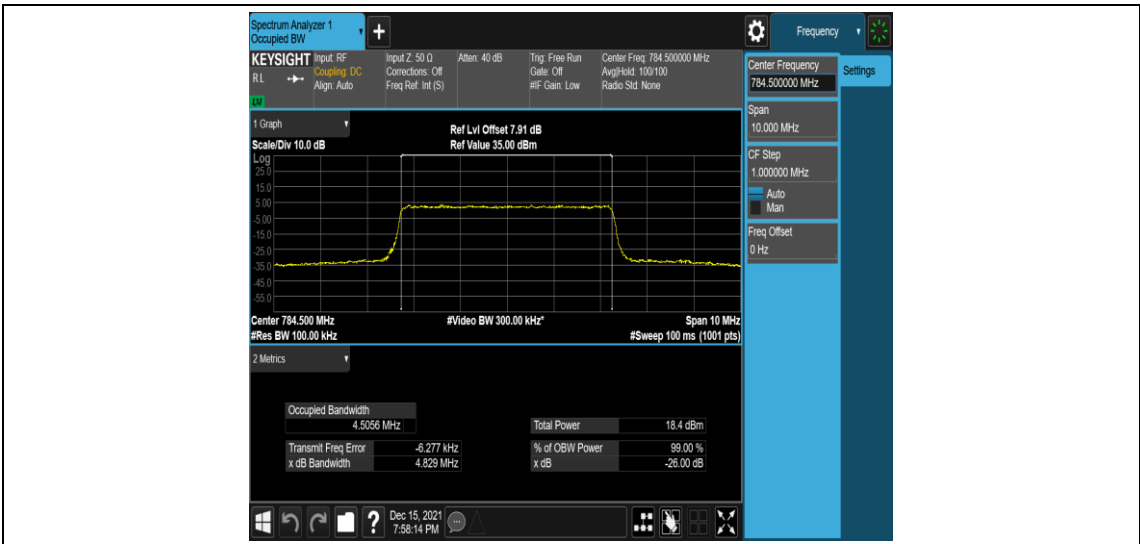 Spectrum Analyzer 1
Occupied BW
+
Frequency
KEYSIGHT
RL
LXI
Input: RF
Coupling: DC
Align: Auto
Input Z: 50 Ω
Corrections: Off
Freq Ref: Int (S)
Atten: 40 dB
Trig: Free Run
Gate: Off
#IF Gain: Low
Center Freq: 784.500000 MHz
Avg|Hold: 100/100
Radio Std: None
Center Frequency
784.500000 MHz
Settings
Span
10.000 MHz
CF Step
1.000000 MHz
Auto
Man
Freq Offset
0 Hz
1 Graph
Scale/Div 10.0 dB
Ref Lvl Offset 7.91 dB
Ref Value 35.00 dBm
Log
25.0
15.0
5.00
-5.00
-15.0
-25.0
-35.0
-45.0
-55.0
Center 784.500 MHz
#Video BW 300.00 kHz*
Span 10 MHz
#Res BW 100.00 kHz
#Sweep 100 ms (1001 pts)
2 Metrics
Occupied Bandwidth
4.5056 MHz
Total Power 18.4 dBm
Transmit Freq Error -6.277 kHz
% of OBW Power 99.00 %
x dB Bandwidth 4.829 MHz
x dB -26.00 dB
?
Dec 15, 2021
7:58:14 PM